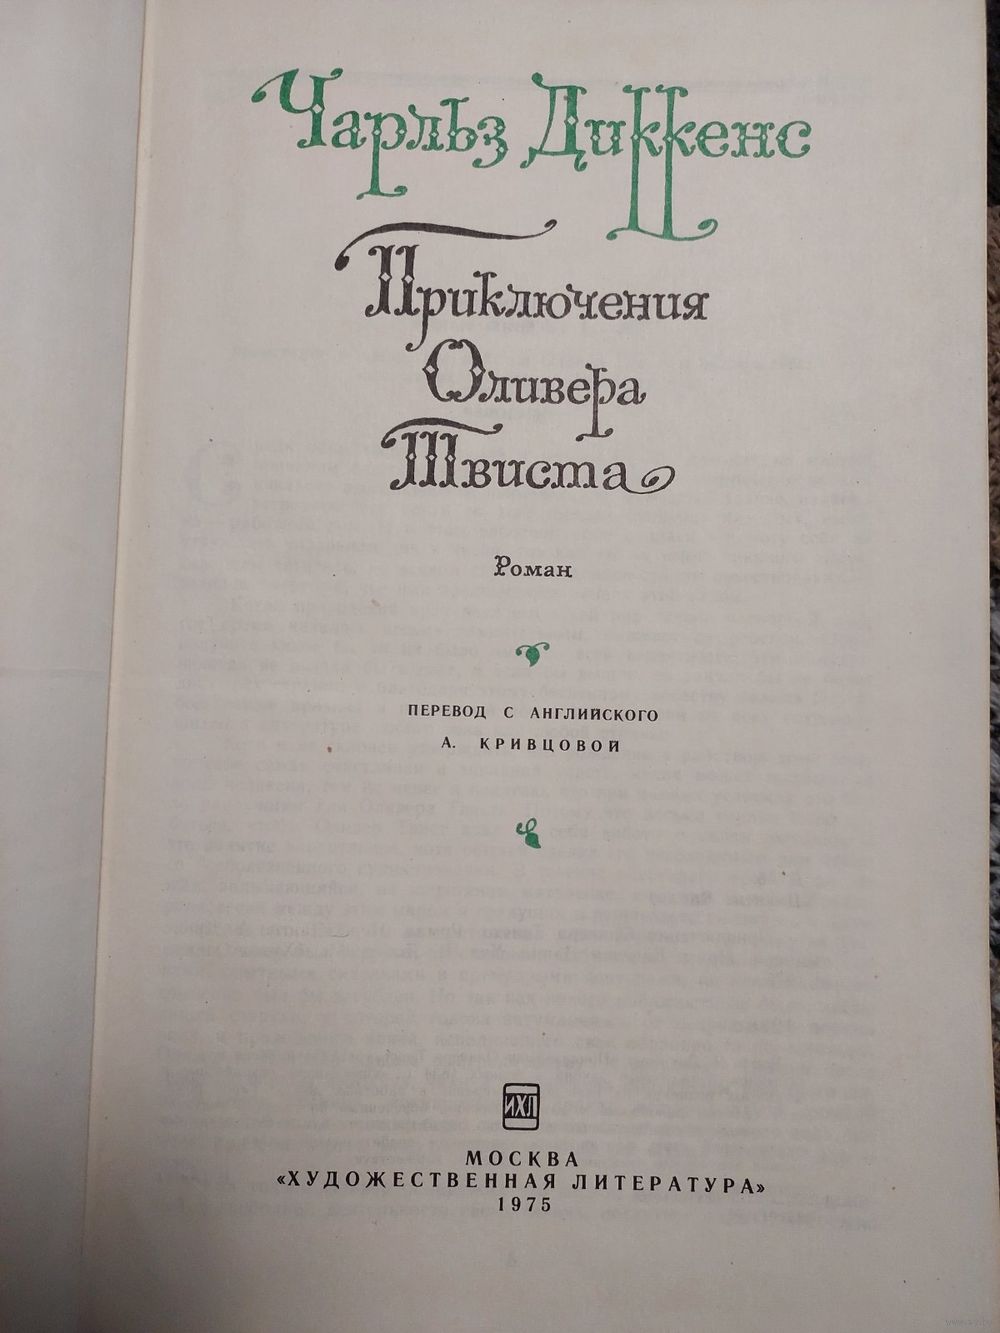 Чарльз Диккенс
Приключения
Оливера
Твиста
Роман
ПЕРЕВОД С АНГЛИЙСКОГО
А. КРИВЦОВОЙ
ИХЛ
МОСКВА
«ХУДОЖЕСТВЕННАЯ ЛИТЕРАТУРА»
1975